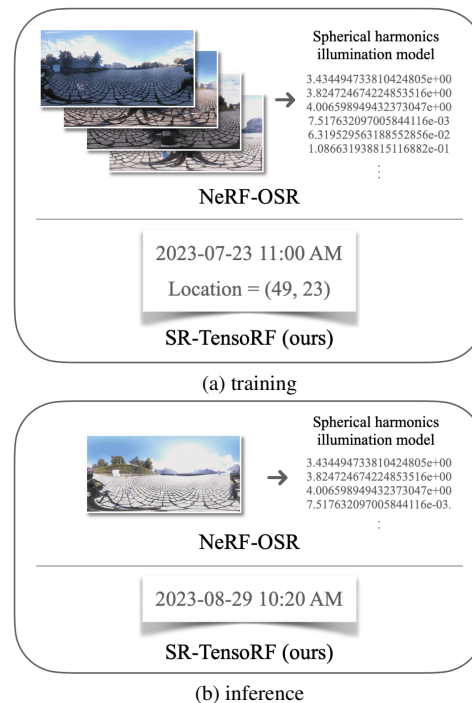 Spherical harmonics
illumination model
3.434494733810424805e+00
3.824724674224853516e+00
4.006598949432373047e+00
7.517632097005844116e-03
6.319529563188552856e-02
1.086631938815116882e-01
⋮
NeRF-OSR
2023-07-23 11:00 AM
Location = (49, 23)
SR-TensoRF (ours)
(a) training
Spherical harmonics
illumination model
3.434494733810424805e+00
3.824724674224853516e+00
4.006598949432373047e+00
7.517632097005844116e-03.
⋮
NeRF-OSR
2023-08-29 10:20 AM
SR-TensoRF (ours)
(b) inference